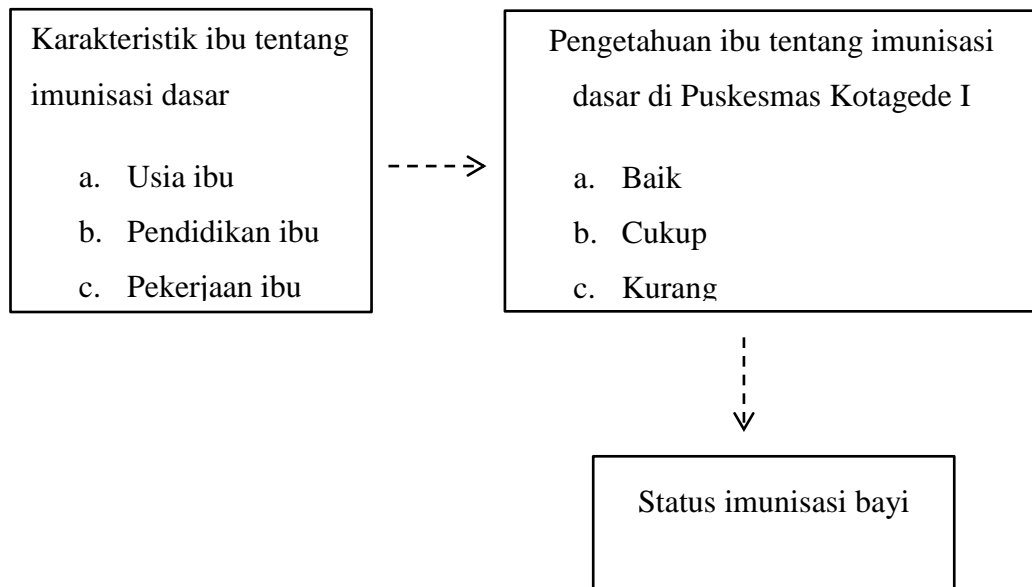 Karakteristik ibu tentang
imunisasi dasar
a. Usia ibu
b. Pendidikan ibu
c. Pekerjaan ibu
Pengetahuan ibu tentang imunisasi
dasar di Puskesmas Kotagede I
a. Baik
b. Cukup
c. Kurang
Status imunisasi bayi